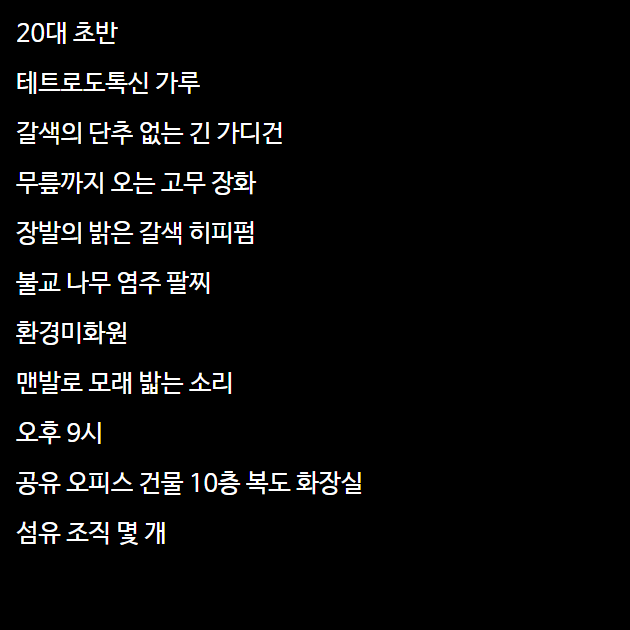 20대 초반
테트로도톡신 가루
갈색의 단추 없는 긴 가디건
무릎까지 오는 고무 장화
장발의 밝은 갈색 히피펌
불교 나무 염주 팔찌
환경미화원
맨발로 모래 밟는 소리
오후 9시
공유 오피스 건물 10층 복도 화장실
섬유 조직 몇 개